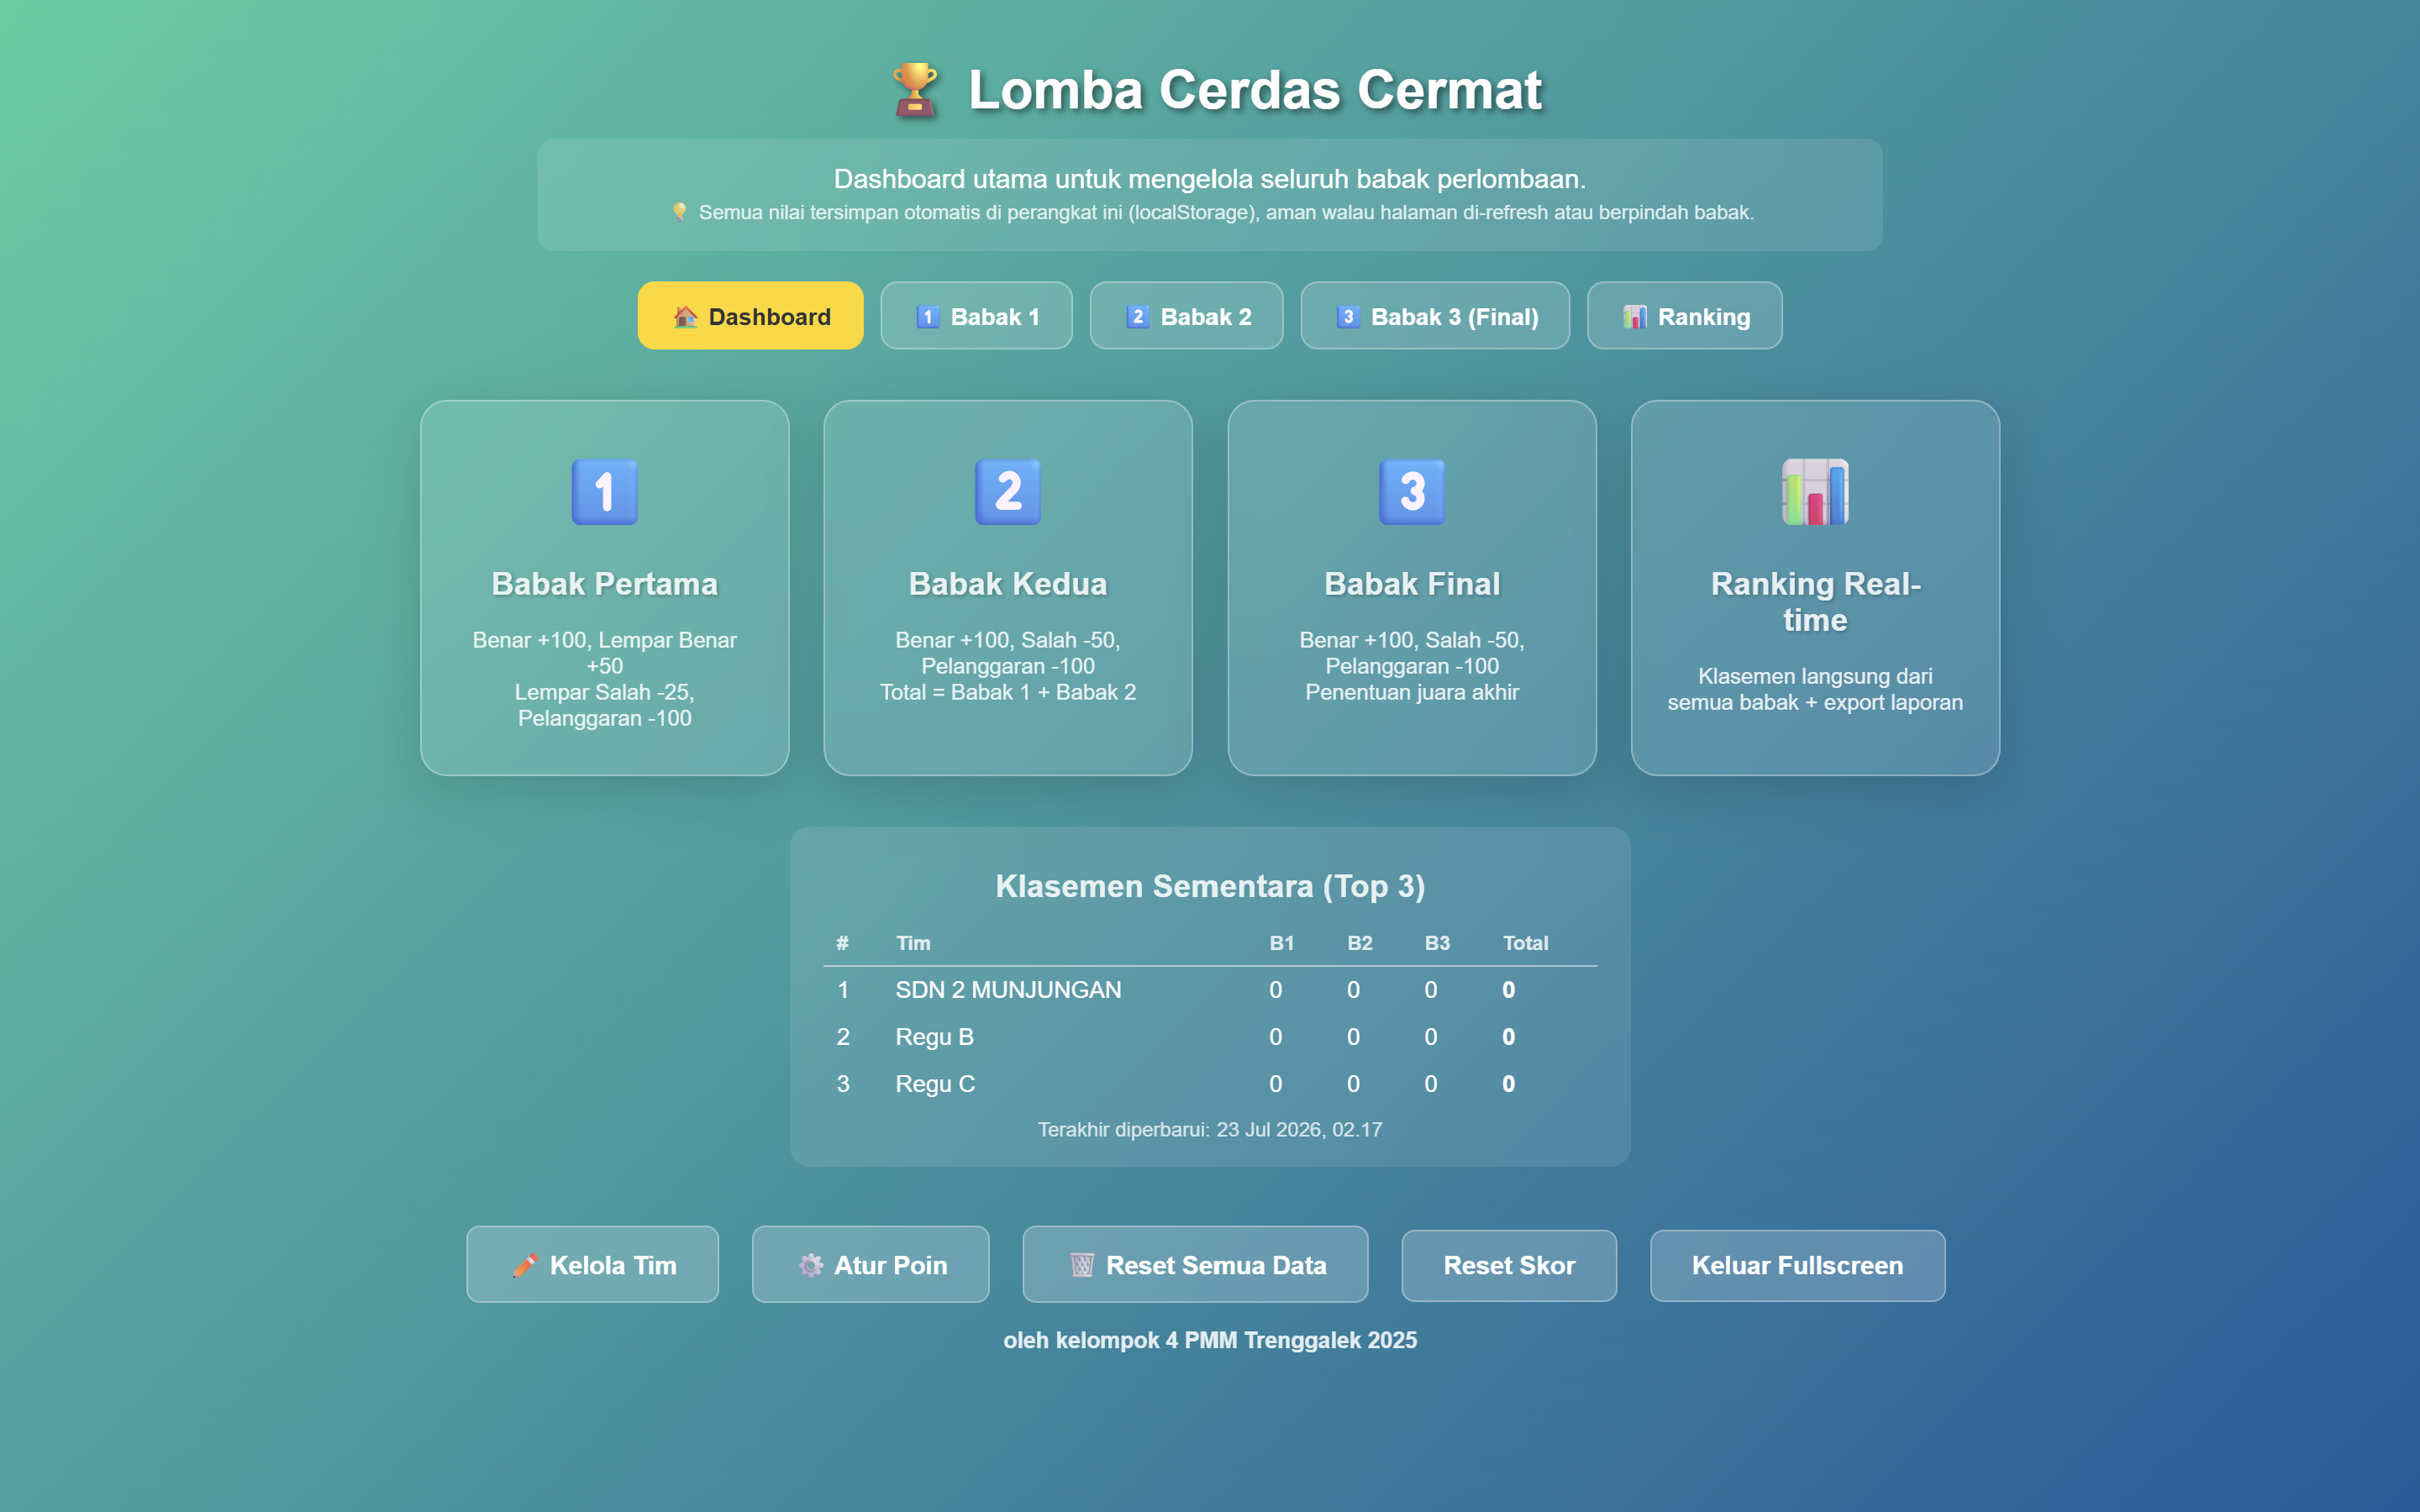 🏆 Lomba Cerdas Cermat
Dashboard utama untuk mengelola seluruh babak perlombaan.
💡 Semua nilai tersimpan otomatis di perangkat ini (localStorage), aman walau halaman di-refresh atau berpindah babak.
🏠 Dashboard
1️⃣ Babak 1
2️⃣ Babak 2
3️⃣ Babak 3 (Final)
📊 Ranking
1
Babak Pertama
Benar +100, Lempar Benar
+50
Lempar Salah -25,
Pelanggaran -100
2
Babak Kedua
Benar +100, Salah -50,
Pelanggaran -100
Total = Babak 1 + Babak 2
3
Babak Final
Benar +100, Salah -50,
Pelanggaran -100
Penentuan juara akhir
Ranking Real-
time
Klasemen langsung dari
semua babak + export laporan
Klasemen Sementara (Top 3)
# Tim B1 B2 B3 Total
1 SDN 2 MUNJUNGAN 0 0 0 0
2 Regu B 0 0 0 0
3 Regu C 0 0 0 0
Terakhir diperbarui: 23 Jul 2026, 02.17
✏️ Kelola Tim
⚙️ Atur Poin
🗑️ Reset Semua Data
Reset Skor
Keluar Fullscreen
oleh kelompok 4 PMM Trenggalek 2025